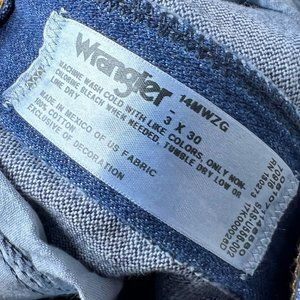 Wrangler
14MWZG
3 X 30
MACHINE WASH COLD WITH LIKE COLORS, ONLY NON-
CHLORINE BLEACH WHEN NEEDED, TUMBLE DRY LOW OR
LINE DRY
MADE IN MEXICO OF US FABRIC
100% COTTON
EXCLUSIVE OF DECORATION